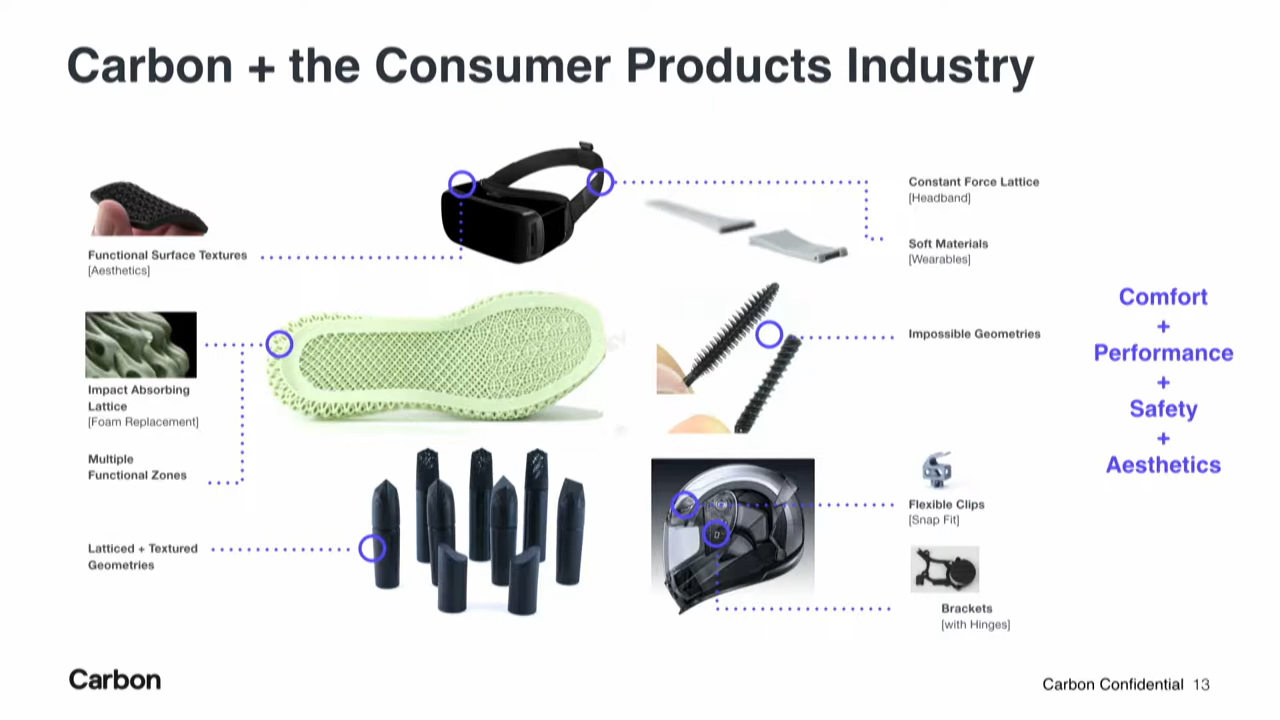 Carbon + the Consumer Products Industry
Functional Surface Textures
[Aesthetics]
Constant Force Lattice
[Headband]
Soft Materials
[Wearables]
Impact Absorbing
Lattice
[Foam Replacement]
Multiple
Functional Zones
Impossible Geometries
Latticed + Textured
Geometries
Flexible Clips
[Snap Fit]
Brackets
[with Hinges]
Comfort
+
Performance
+
Safety
+
Aesthetics
Carbon
Carbon Confidential 13